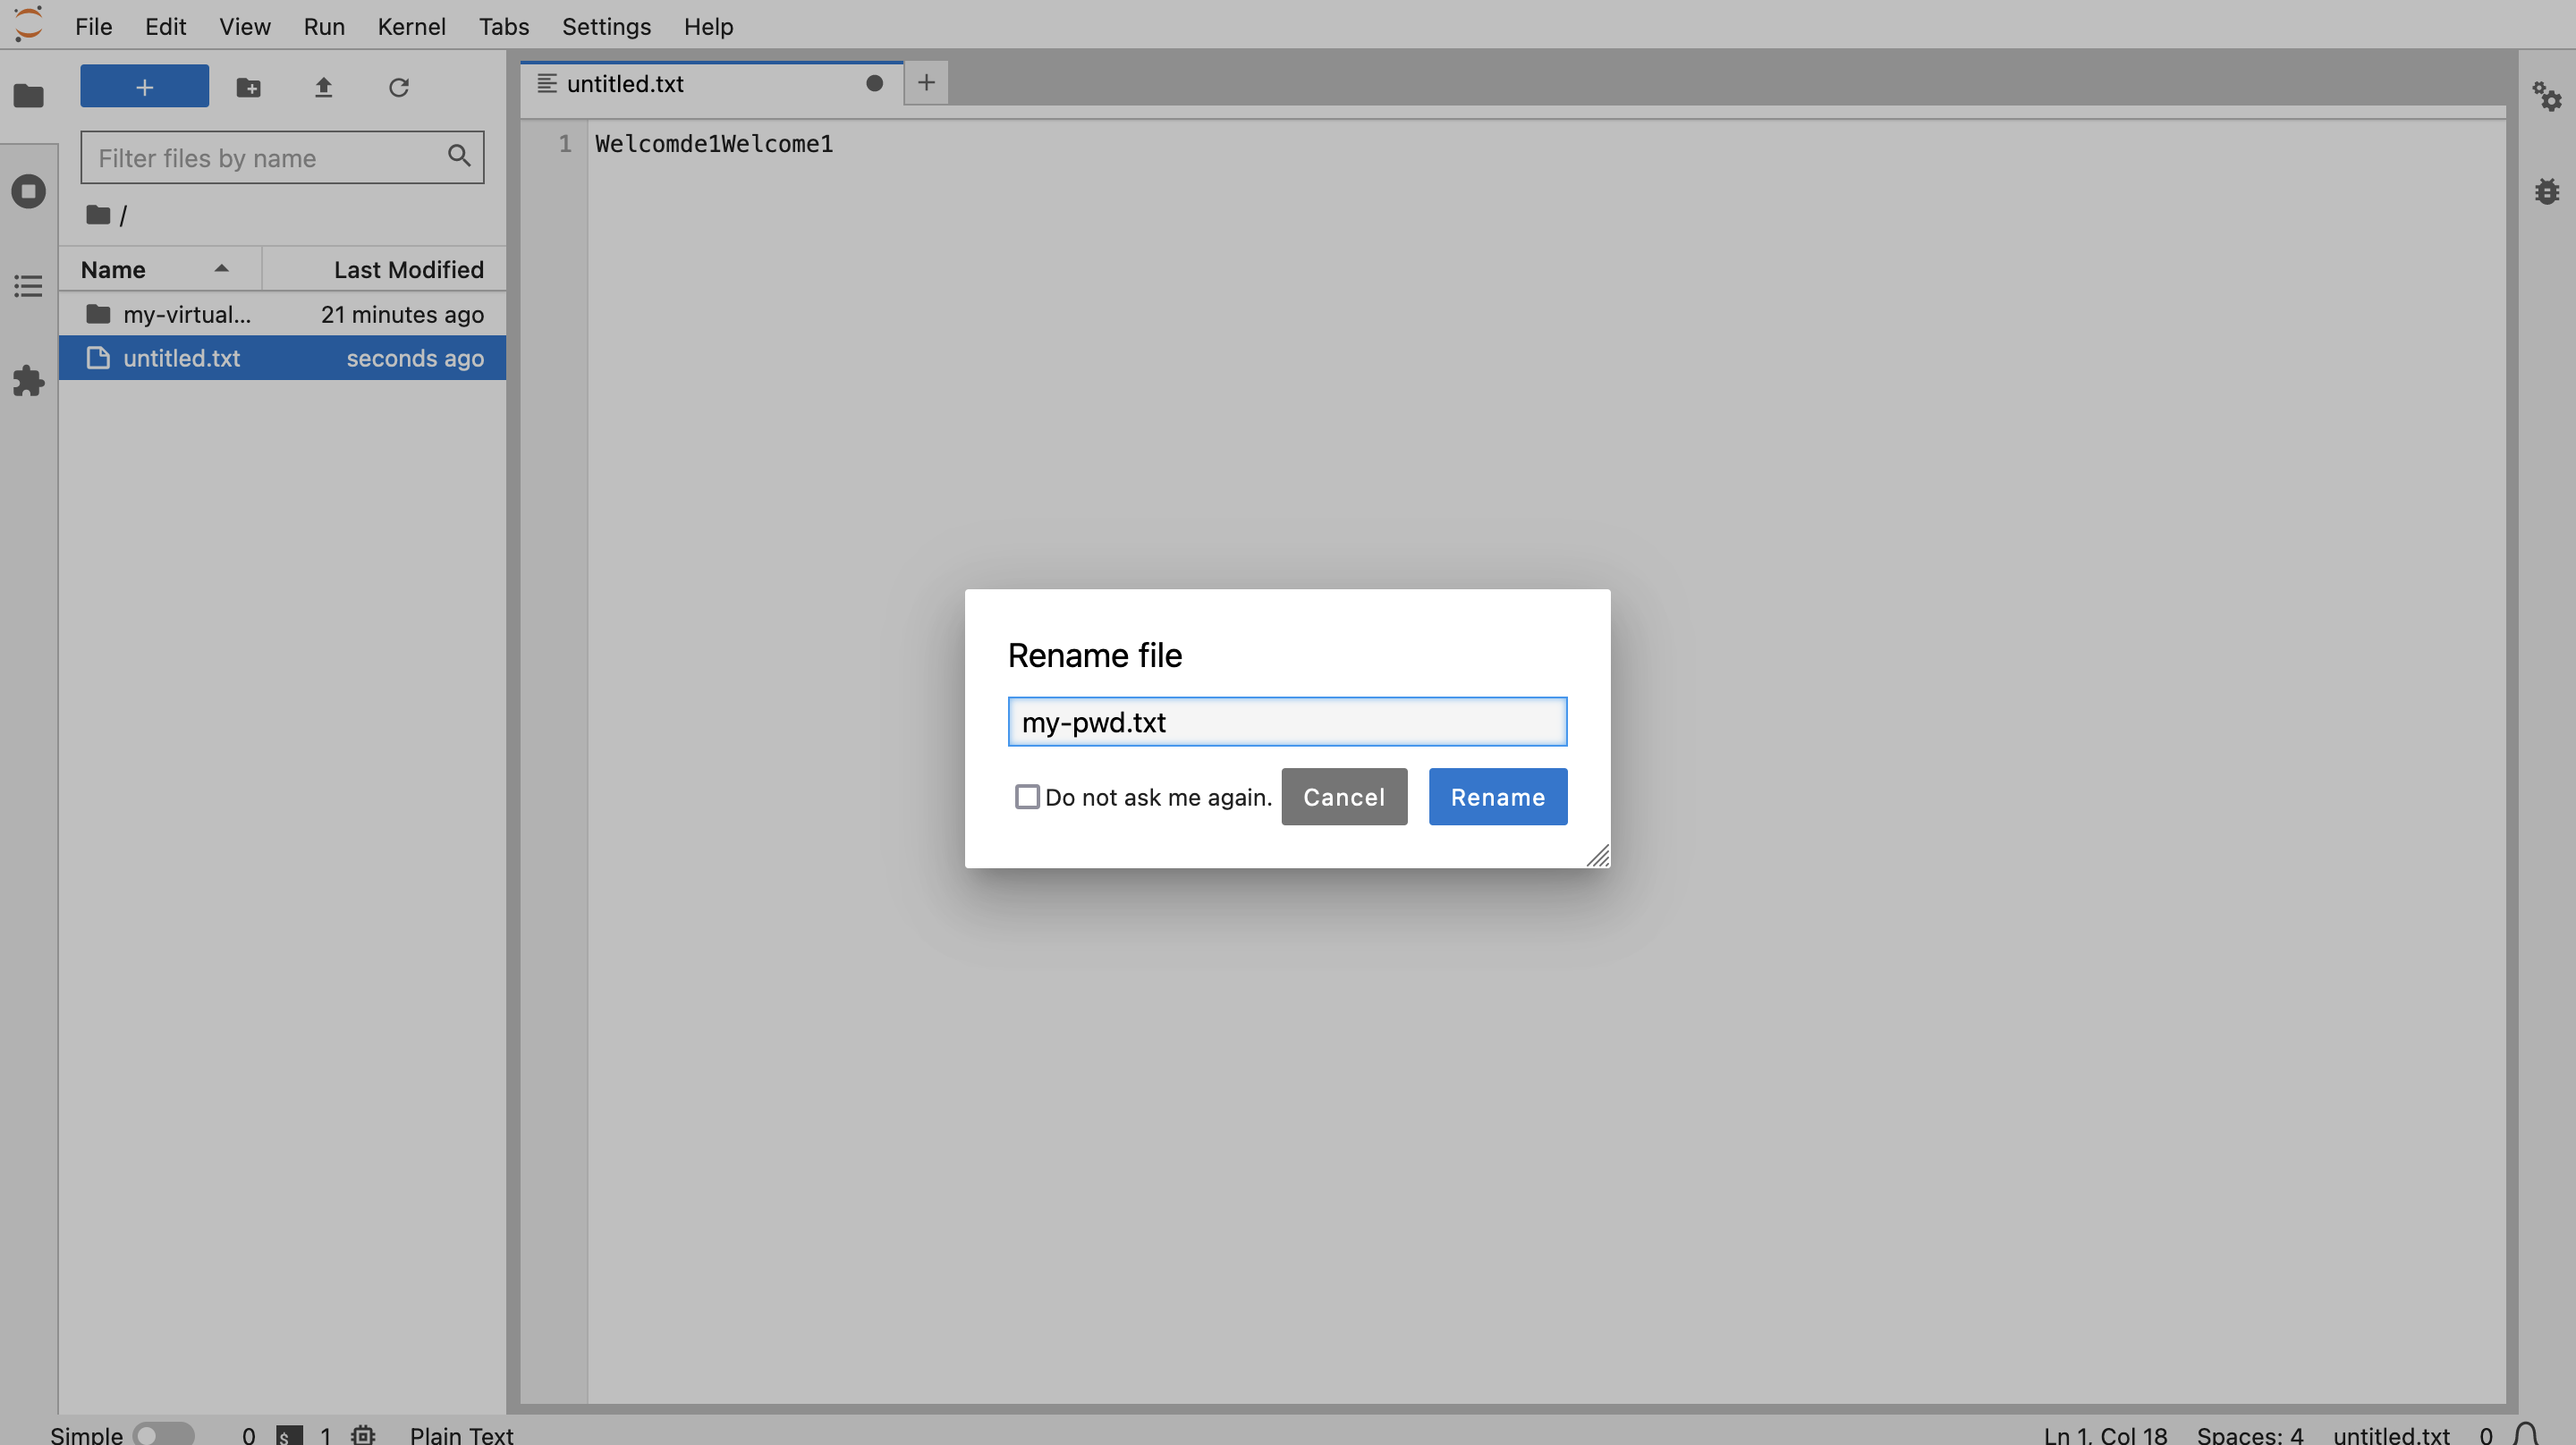 File Edit View Run Kernel Tabs Settings Help
+
untitled.txt
+
Filter files by name
/
Name Last Modified
my-virtual... 21 minutes ago
untitled.txt seconds ago
1 Welcomde1Welcome1
Rename file
my-pwd.txt
Do not ask me again. Cancel Rename
Simple 0 $ 1 Plain Text Ln 1, Col 18 Spaces: 4 untitled.txt 0